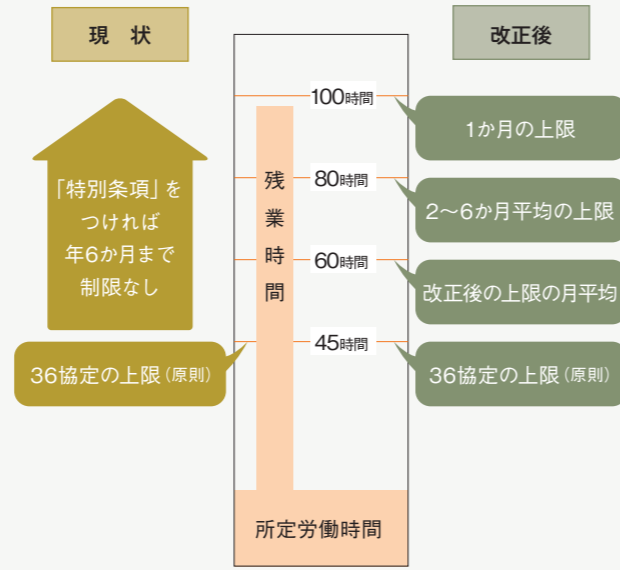 現状
「特別条項」を
つければ
年6か月まで
制限なし
36協定の上限(原則)
100時間
80時間
60時間
45時間
残業時間
所定労働時間
改正後
1か月の上限
2〜6か月平均の上限
改正後の上限の月平均
36協定の上限(原則)